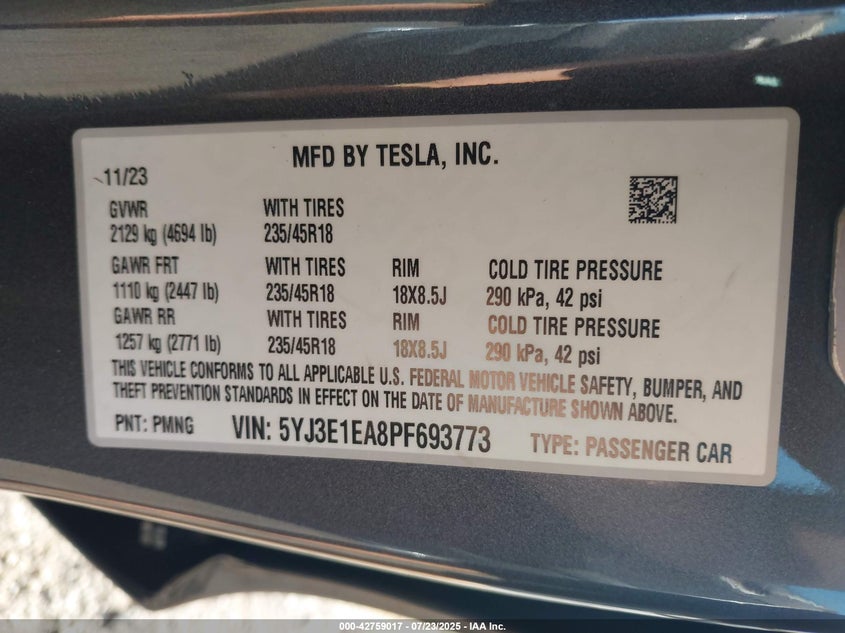 MFD BY TESLA, INC.
11/23
GVWR WITH TIRES
2129 kg (4694 lb) 235/45R18
GAWR FRT WITH TIRES RIM COLD TIRE PRESSURE
1110 kg (2447 lb) 235/45R18 18X8.5J 290 kPa, 42 psi
GAWR RR WITH TIRES RIM COLD TIRE PRESSURE
1257 kg (2771 lb) 235/45R18 18X8.5J 290 kPa, 42 psi
THIS VEHICLE CONFORMS TO ALL APPLICABLE U.S. FEDERAL MOTOR VEHICLE SAFETY, BUMPER, AND
THEFT PREVENTION STANDARDS IN EFFECT ON THE DATE OF MANUFACTURE SHOWN ABOVE.
PNT: PMNG VIN: 5YJ3E1EA8PF693773 TYPE: PASSENGER CAR
000-42759017 - 07/23/2025 - IAA Inc.